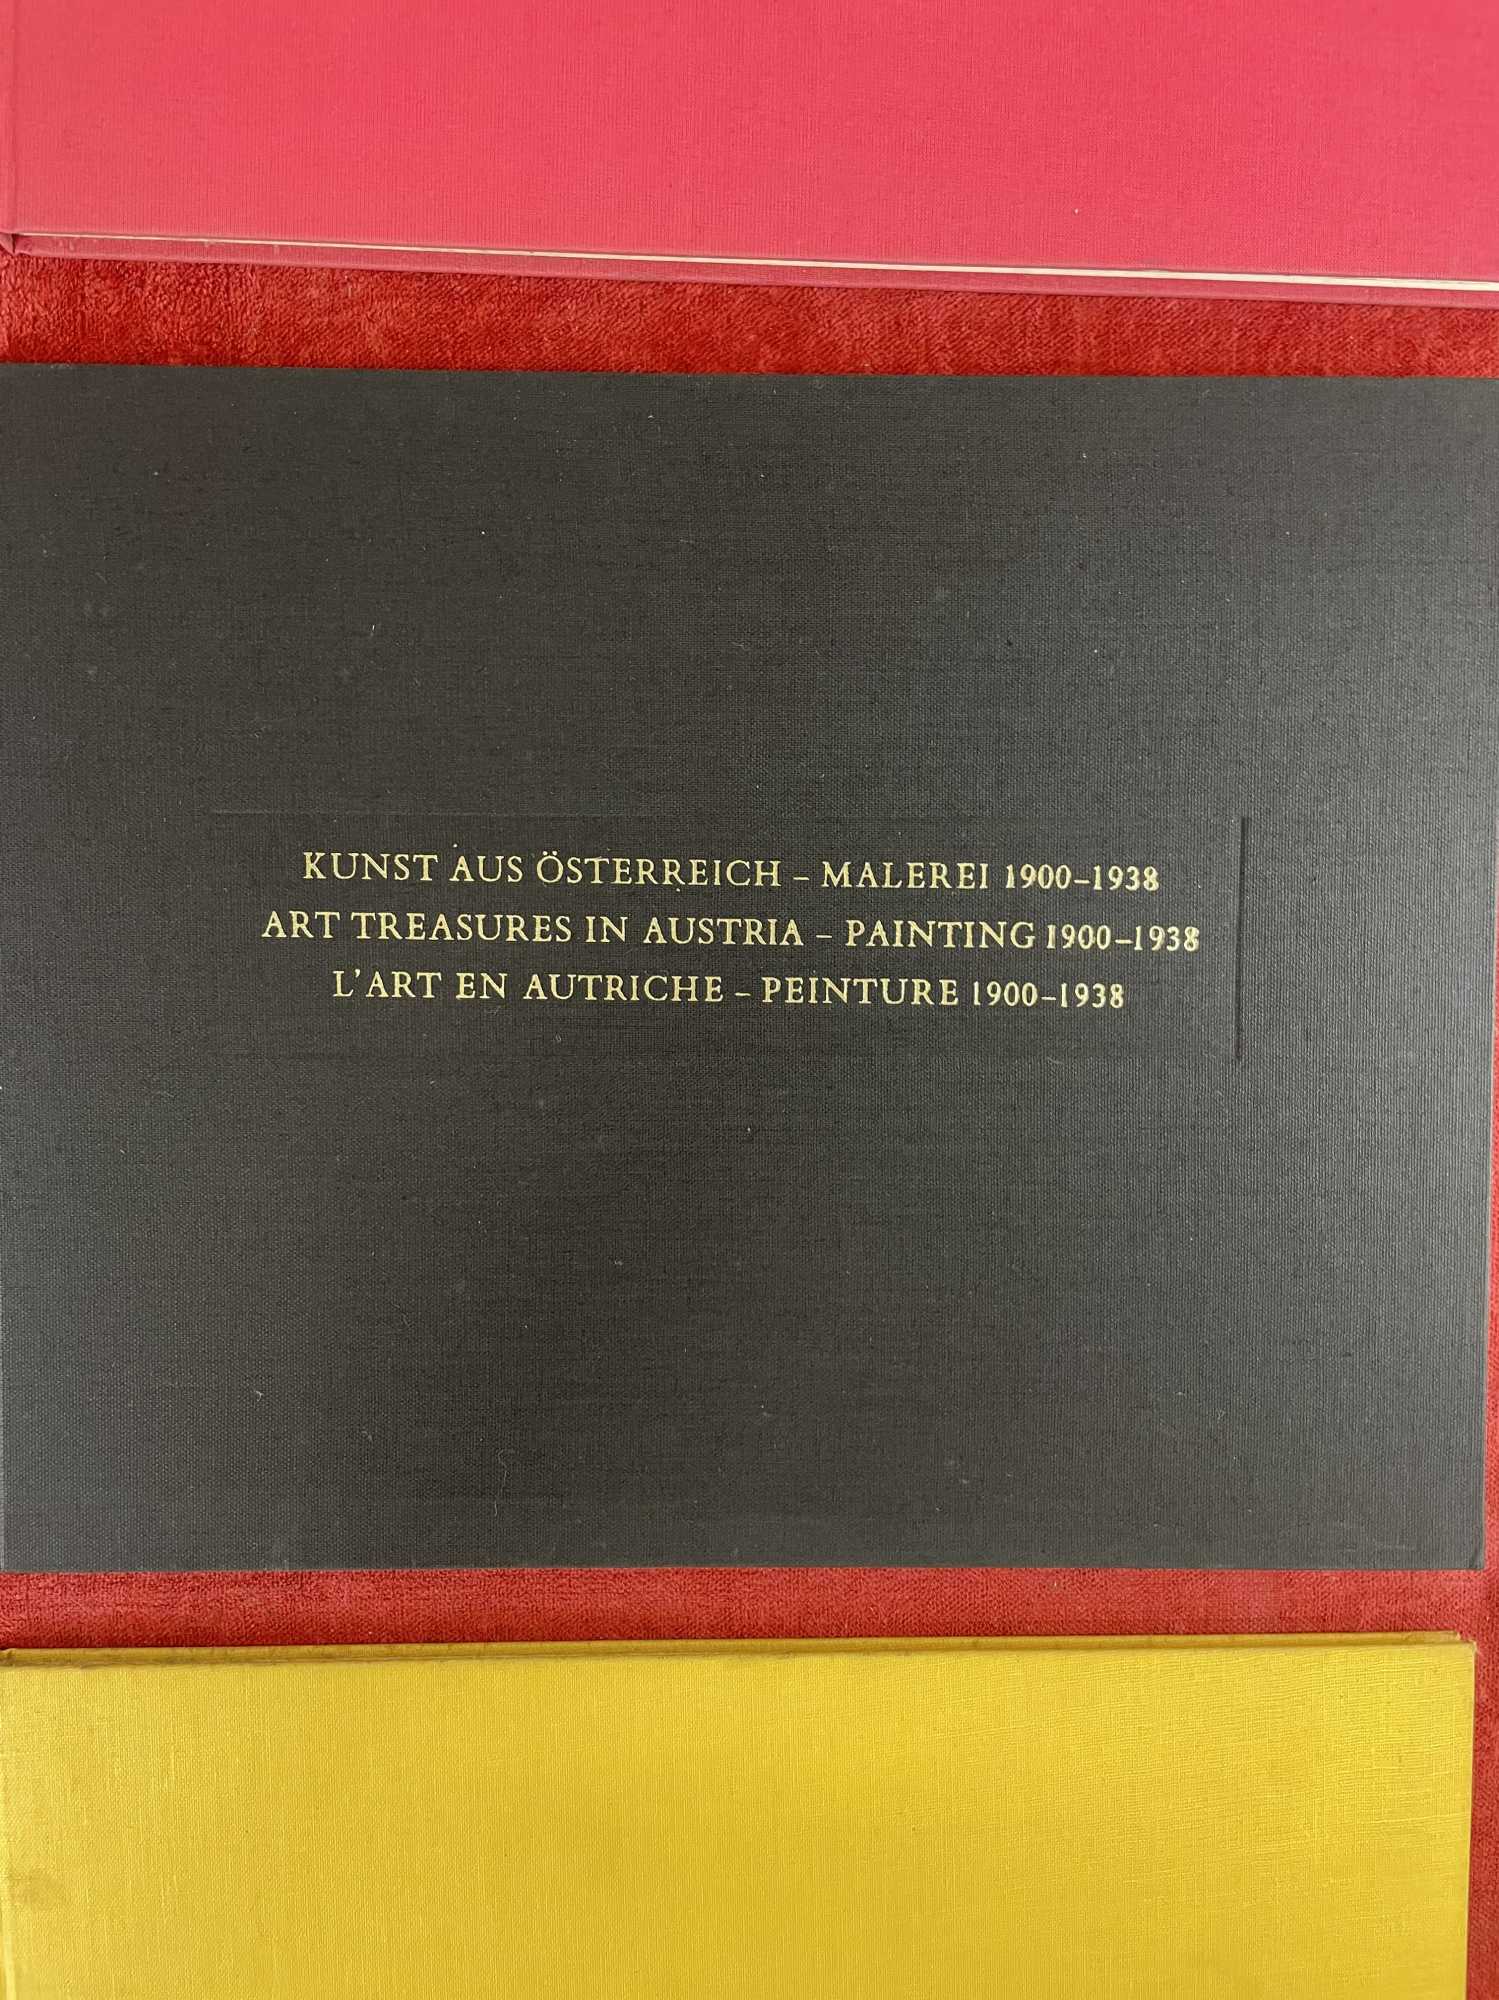 KUNST AUS ÖSTERREICH – MALEREI 1900–1938
ART TREASURES IN AUSTRIA – PAINTING 1900–1938
L'ART EN AUTRICHE – PEINTURE 1900–1938